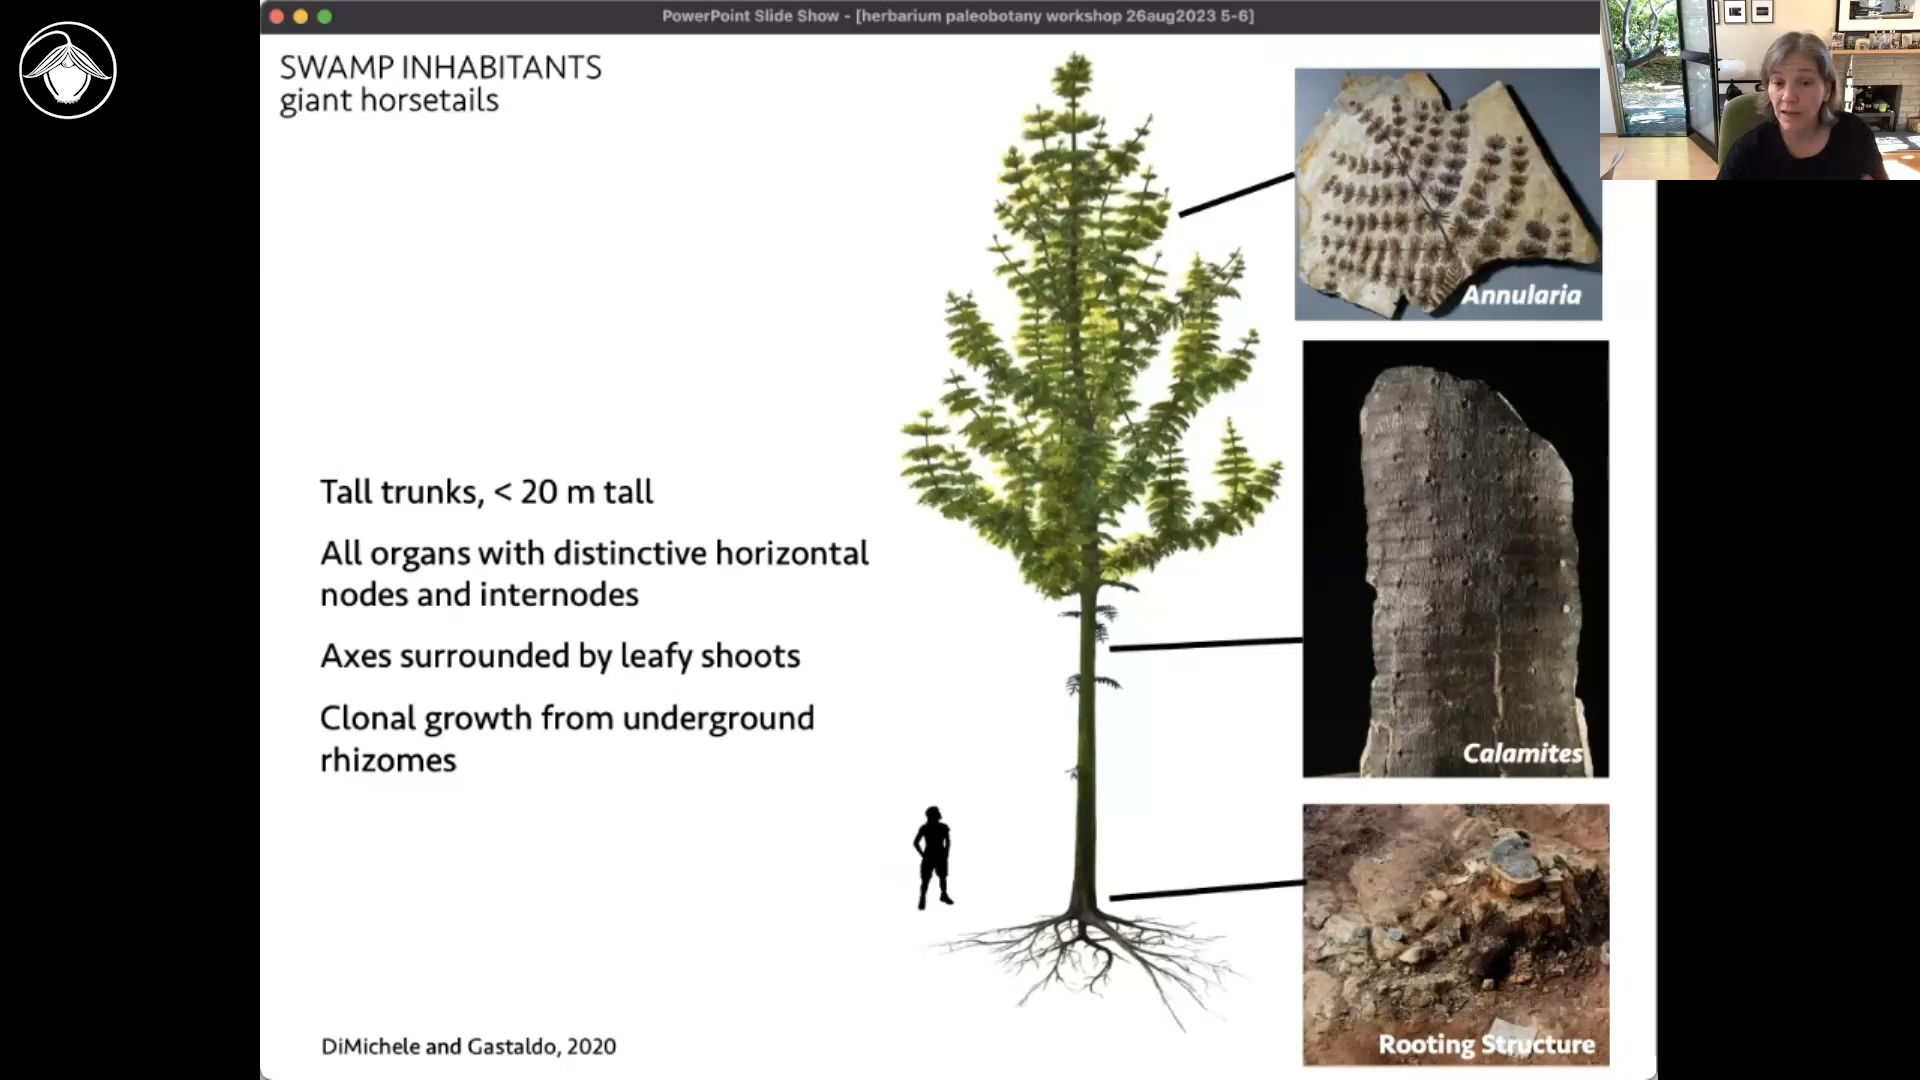 PowerPoint Slide Show - [herbarium paleobotany workshop 26aug2023 5-6]
SWAMP INHABITANTS
giant horsetails
Annularia
Tall trunks, < 20 m tall
All organs with distinctive horizontal
nodes and internodes
Axes surrounded by leafy shoots
Clonal growth from underground
rhizomes
Calamites
Rooting Structure
DiMichele and Gastaldo, 2020